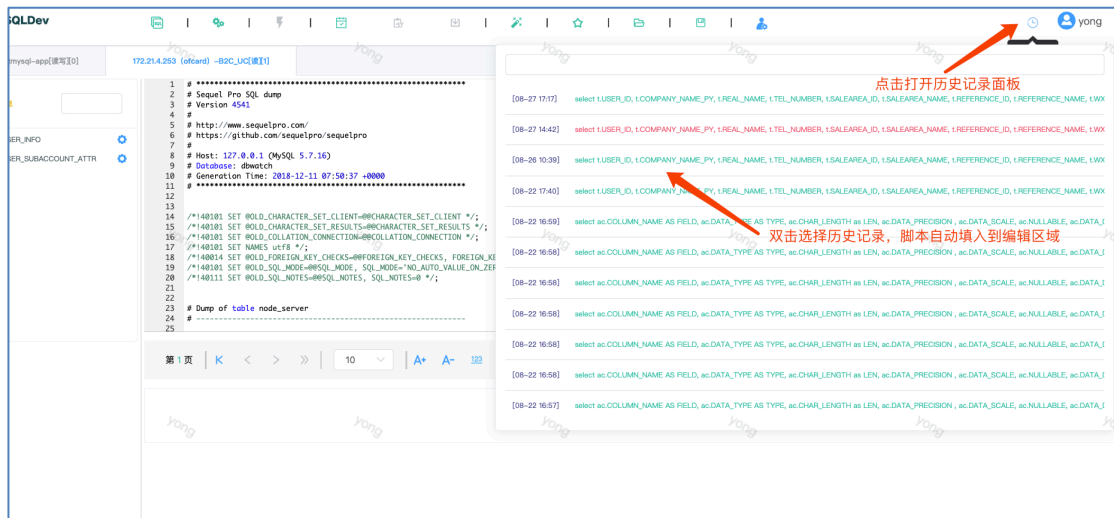 SQLDev
yong
mysql-app[读写][0]
172.21.4.253（ofcard）-B2C_UC[读][1]
SER_INFO
SER_SUBACCOUNT_ATTR
1 # ************************************************************
2 # Sequel Pro SQL dump
3 # Version 4541
4 #
5 # http://www.sequelpro.com/
6 # https://github.com/sequelpro/sequelpro
7 #
8 # Host: 127.0.0.1 (MySQL 5.7.16)
9 # Database: dbwatch
10 # Generation Time: 2018-12-11 07:50:37 +0000
11 # ************************************************************
12
13
14 /*!40101 SET @OLD_CHARACTER_SET_CLIENT=@@CHARACTER_SET_CLIENT */;
15 /*!40101 SET @OLD_CHARACTER_SET_RESULTS=@@CHARACTER_SET_RESULTS */;
16 /*!40101 SET @OLD_COLLATION_CONNECTION=@@COLLATION_CONNECTION */;
17 /*!40101 SET NAMES utf8 */;
18 /*!40014 SET @OLD_FOREIGN_KEY_CHECKS=@@FOREIGN_KEY_CHECKS, FOREIGN_KE
19 /*!40101 SET @OLD_SQL_MODE=@@SQL_MODE, SQL_MODE='NO_AUTO_VALUE_ON_ZER
20 /*!40111 SET @OLD_SQL_NOTES=@@SQL_NOTES, SQL_NOTES=0 */;
21
22
23 # Dump of table node_server
24 # ------------------------------------------------------------
25
第 1 页
10
A+ A- 123
点击打开历史记录面板
[08-27 17:17] select t.USER_ID, t.COMPANY_NAME_PY, t.REAL_NAME, t.TEL_NUMBER, t.SALEAREA_ID, t.SALEAREA_NAME, t.REFERENCE_ID, t.REFERENCE_NAME, t.WX
[08-27 14:42] select t.USER_ID, t.COMPANY_NAME_PY, t.REAL_NAME, t.TEL_NUMBER, t.SALEAREA_ID, t.SALEAREA_NAME, t.REFERENCE_ID, t.REFERENCE_NAME, t.WX
[08-26 10:39] select t.USER_ID, t.COMPANY_NAME_PY, t.REAL_NAME, t.TEL_NUMBER, t.SALEAREA_ID, t.SALEAREA_NAME, t.REFERENCE_ID, t.REFERENCE_NAME, t.WX
[08-22 17:40] select t.USER_ID, t.COMPANY_NAME_PY, t.REAL_NAME, t.TEL_NUMBER, t.SALEAREA_ID, t.SALEAREA_NAME, t.REFERENCE_ID, t.REFERENCE_NAME, t.WX
[08-22 16:59] select ac.COLUMN_NAME AS FIELD, ac.DATA_TYPE AS TYPE, ac.CHAR_LENGTH as LEN, ac.DATA_PRECISION , ac.DATA_SCALE, ac.NULLABLE, ac.DATA_D
双击选择历史记录，脚本自动填入到编辑区域
[08-22 16:58] select ac.COLUMN_NAME AS FIELD, ac.DATA_TYPE AS TYPE, ac.CHAR_LENGTH as LEN, ac.DATA_PRECISION , ac.DATA_SCALE, ac.NULLABLE, ac.DATA_D
[08-22 16:58] select ac.COLUMN_NAME AS FIELD, ac.DATA_TYPE AS TYPE, ac.CHAR_LENGTH as LEN, ac.DATA_PRECISION , ac.DATA_SCALE, ac.NULLABLE, ac.DATA_D
[08-22 16:58] select ac.COLUMN_NAME AS FIELD, ac.DATA_TYPE AS TYPE, ac.CHAR_LENGTH as LEN, ac.DATA_PRECISION , ac.DATA_SCALE, ac.NULLABLE, ac.DATA_D
[08-22 16:58] select ac.COLUMN_NAME AS FIELD, ac.DATA_TYPE AS TYPE, ac.CHAR_LENGTH as LEN, ac.DATA_PRECISION , ac.DATA_SCALE, ac.NULLABLE, ac.DATA_D
[08-22 16:58] select ac.COLUMN_NAME AS FIELD, ac.DATA_TYPE AS TYPE, ac.CHAR_LENGTH as LEN, ac.DATA_PRECISION , ac.DATA_SCALE, ac.NULLABLE, ac.DATA_D
[08-22 16:57] select ac.COLUMN_NAME AS FIELD, ac.DATA_TYPE AS TYPE, ac.CHAR_LENGTH as LEN, ac.DATA_PRECISION , ac.DATA_SCALE, ac.NULLABLE, ac.DATA_D